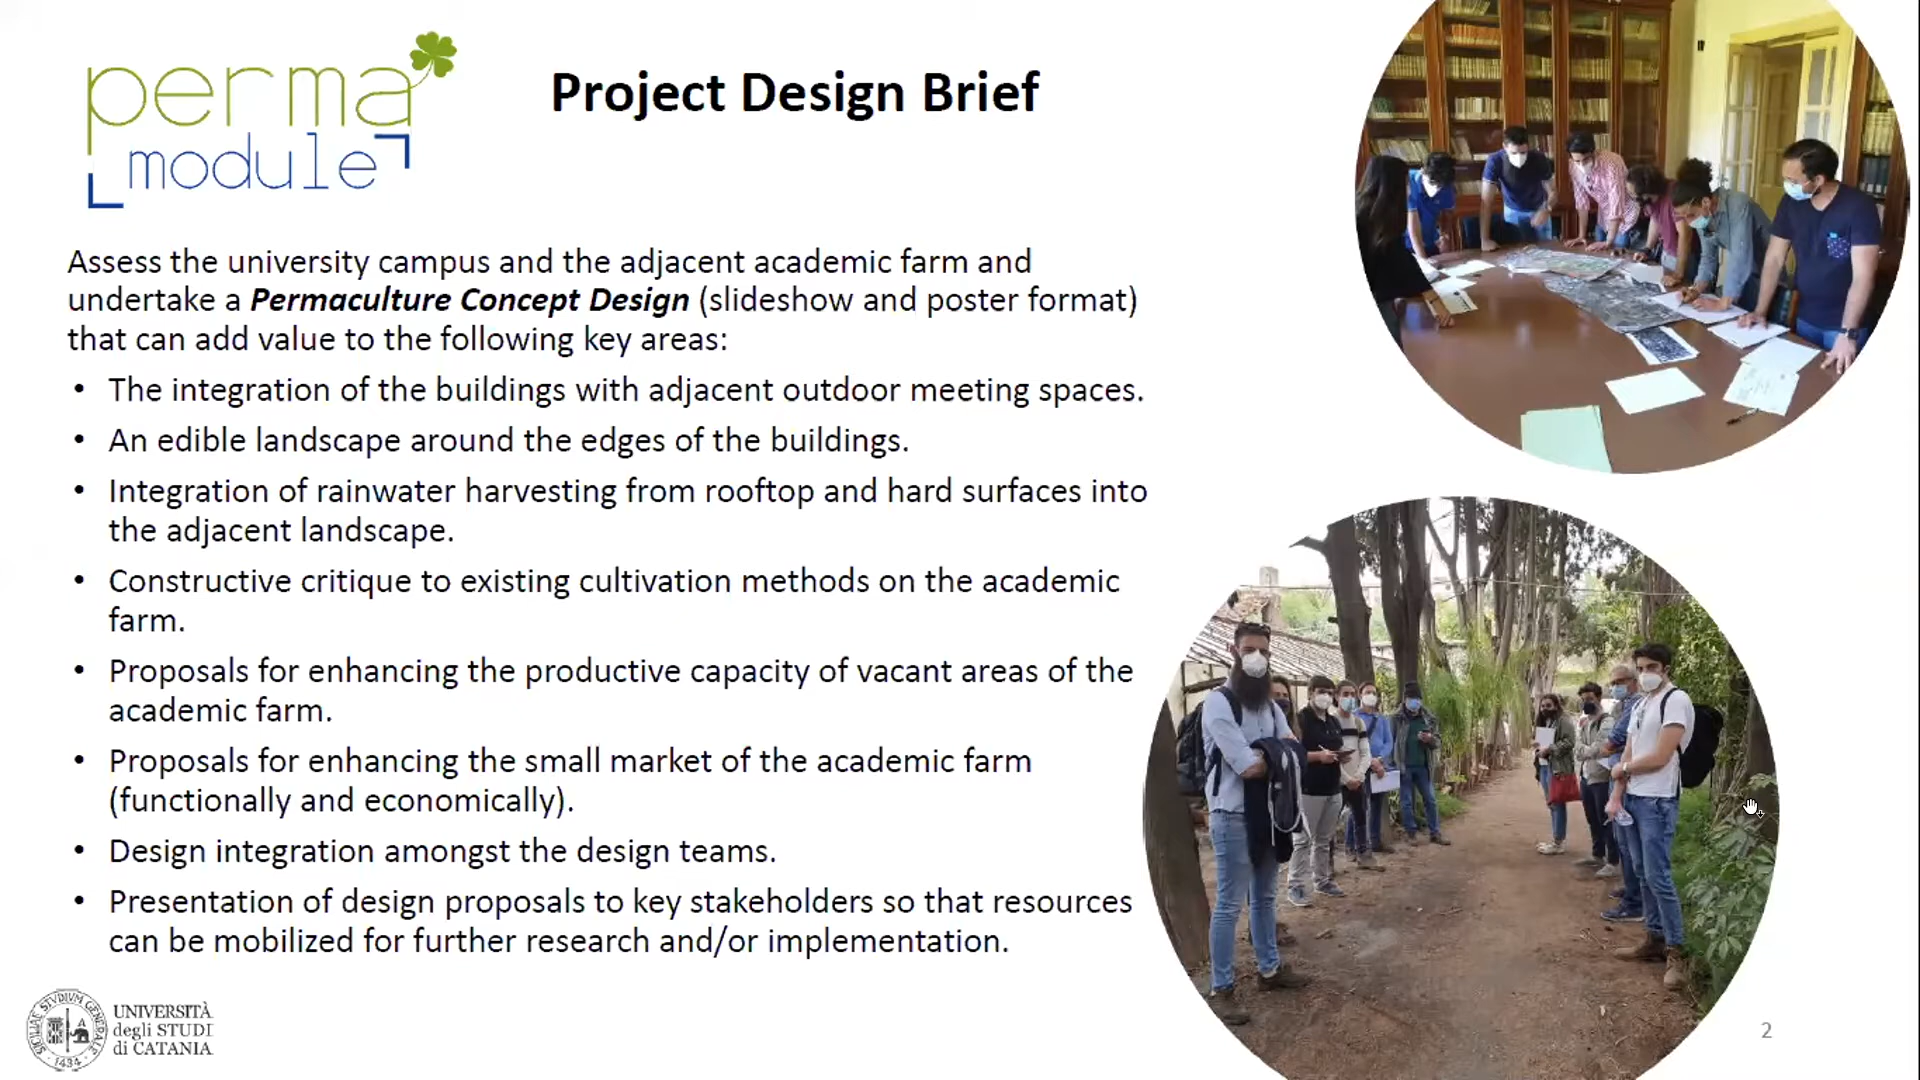 perma
module
Project Design Brief
Assess the university campus and the adjacent academic farm and
undertake a Permaculture Concept Design (slideshow and poster format)
that can add value to the following key areas:
• The integration of the buildings with adjacent outdoor meeting spaces.
• An edible landscape around the edges of the buildings.
• Integration of rainwater harvesting from rooftop and hard surfaces into
the adjacent landscape.
• Constructive critique to existing cultivation methods on the academic
farm.
• Proposals for enhancing the productive capacity of vacant areas of the
academic farm.
• Proposals for enhancing the small market of the academic farm
(functionally and economically).
• Design integration amongst the design teams.
• Presentation of design proposals to key stakeholders so that resources
can be mobilized for further research and/or implementation.
SICILIAE STVDIVM GENERALE
1434
UNIVERSITÀ
degli STUDI
di CATANIA
2